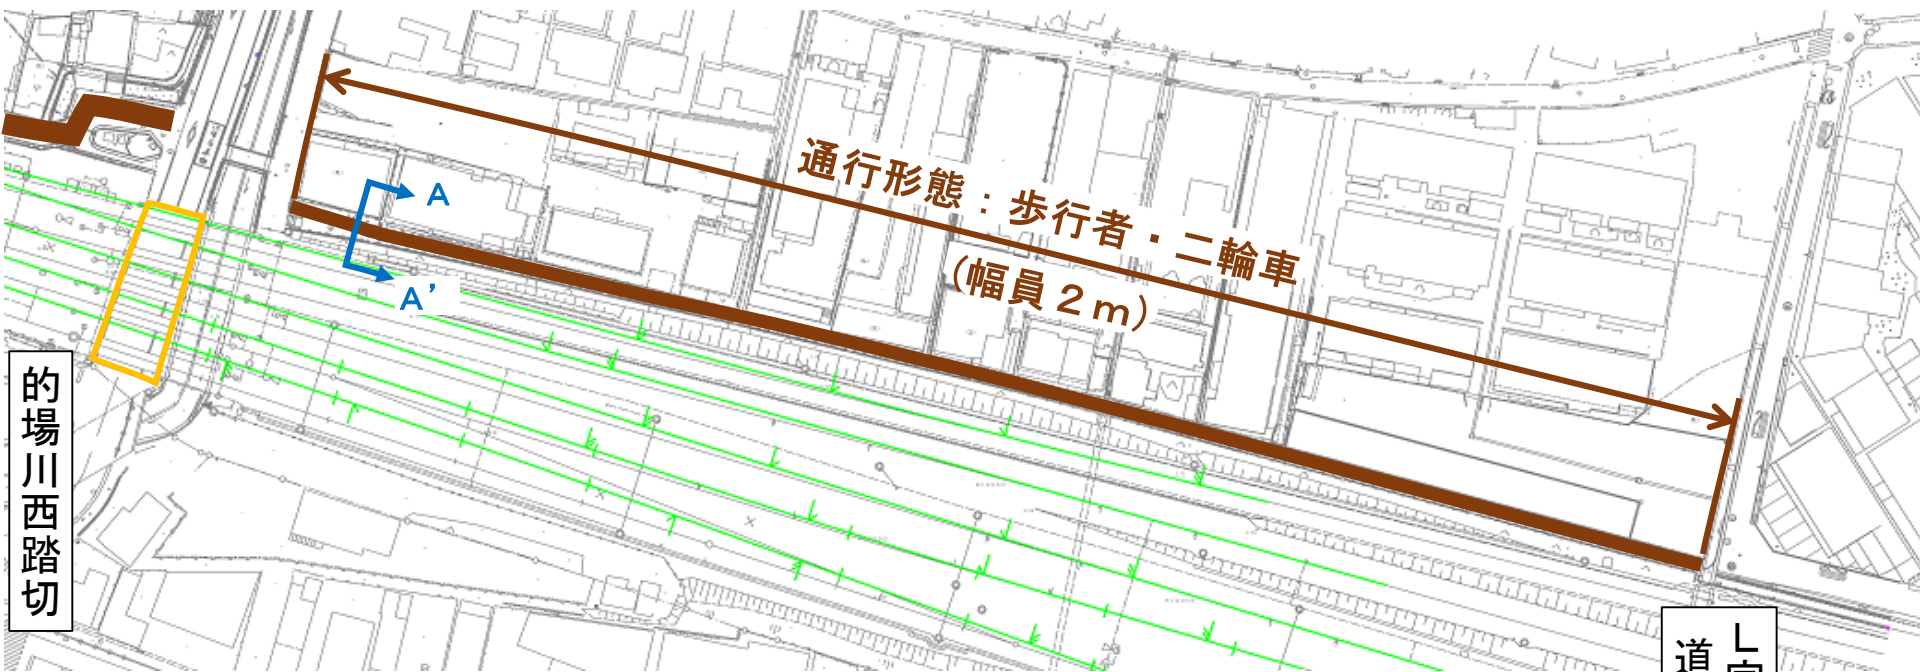 通行形態：歩行者・二輪車
（幅員２ｍ）
A
A’
的場川西踏切
L
道